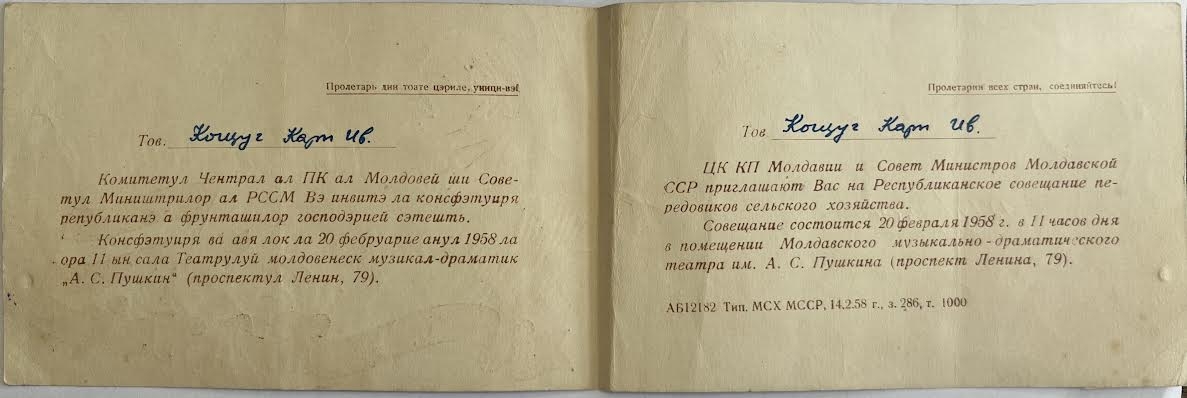 Пролетарь дин тоате цэриле, уници-вэ!
Тов. Кощуг Карп Ив.
Комитетул Чентрал ал ПК ал Молдовей ши Сове-
тул Миништрилор ал РССМ Вэ инвитэ ла консфэтуиря
републиканэ а фрунташилор господэрией сэтешть.
Консфэтуиря ва авя лок ла 20 фебруарие анул 1958 ла
ора 11 ын сала Театрулуй молдовенеск музикал-драматик
„А. С. Пушкин“ (проспектул Ленин, 79).
Пролетарии всех стран, соединяйтесь!
Тов Кощуг Карп Ив.
ЦК КП Молдавии и Совет Министров Молдавской
ССР приглашают Вас на Республиканское совещание пе-
редовиков сельского хозяйства.
Совещание состоится 20 февраля 1958 г. в 11 часов дня
в помещении Молдавского музыкально-драматического
театра им. А. С. Пушкина (проспект Ленина, 79).
АБ12182 Тип. МСХ МССР, 14.2.58 г., з. 286, т. 1000